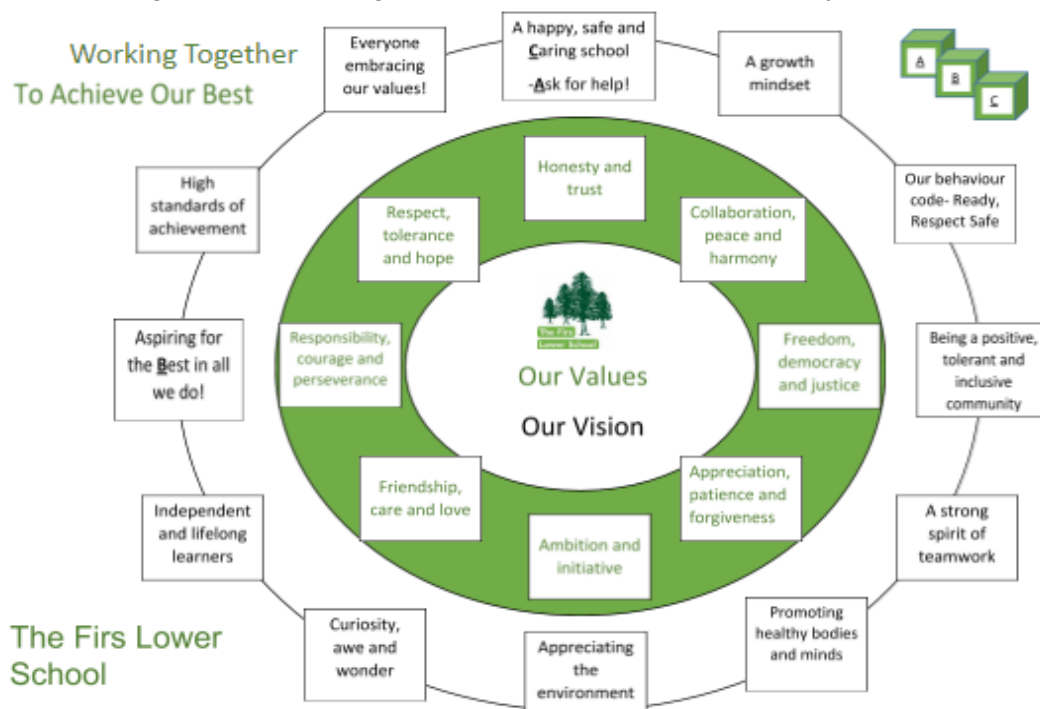 Working Together
To Achieve Our Best
Everyone
embracing
our values!
A happy, safe and
Caring school
-Ask for help!
A growth
mindset
A
B
C
Our behaviour
code- Ready,
Respect Safe
Being a positive,
tolerant and
inclusive
community
A strong
spirit of
teamwork
Promoting
healthy bodies
and minds
Appreciating
the
environment
Curiosity,
awe and
wonder
Independent
and lifelong
learners
Aspiring for
the Best in all
we do!
High
standards of
achievement
Honesty and
trust
Collaboration,
peace and
harmony
Freedom,
democracy
and justice
Appreciation,
patience and
forgiveness
Ambition and
initiative
Friendship,
care and love
Responsibility,
courage and
perseverance
Respect,
tolerance
and hope
The Firs
Lower School
Our Values
Our Vision
The Firs Lower
School